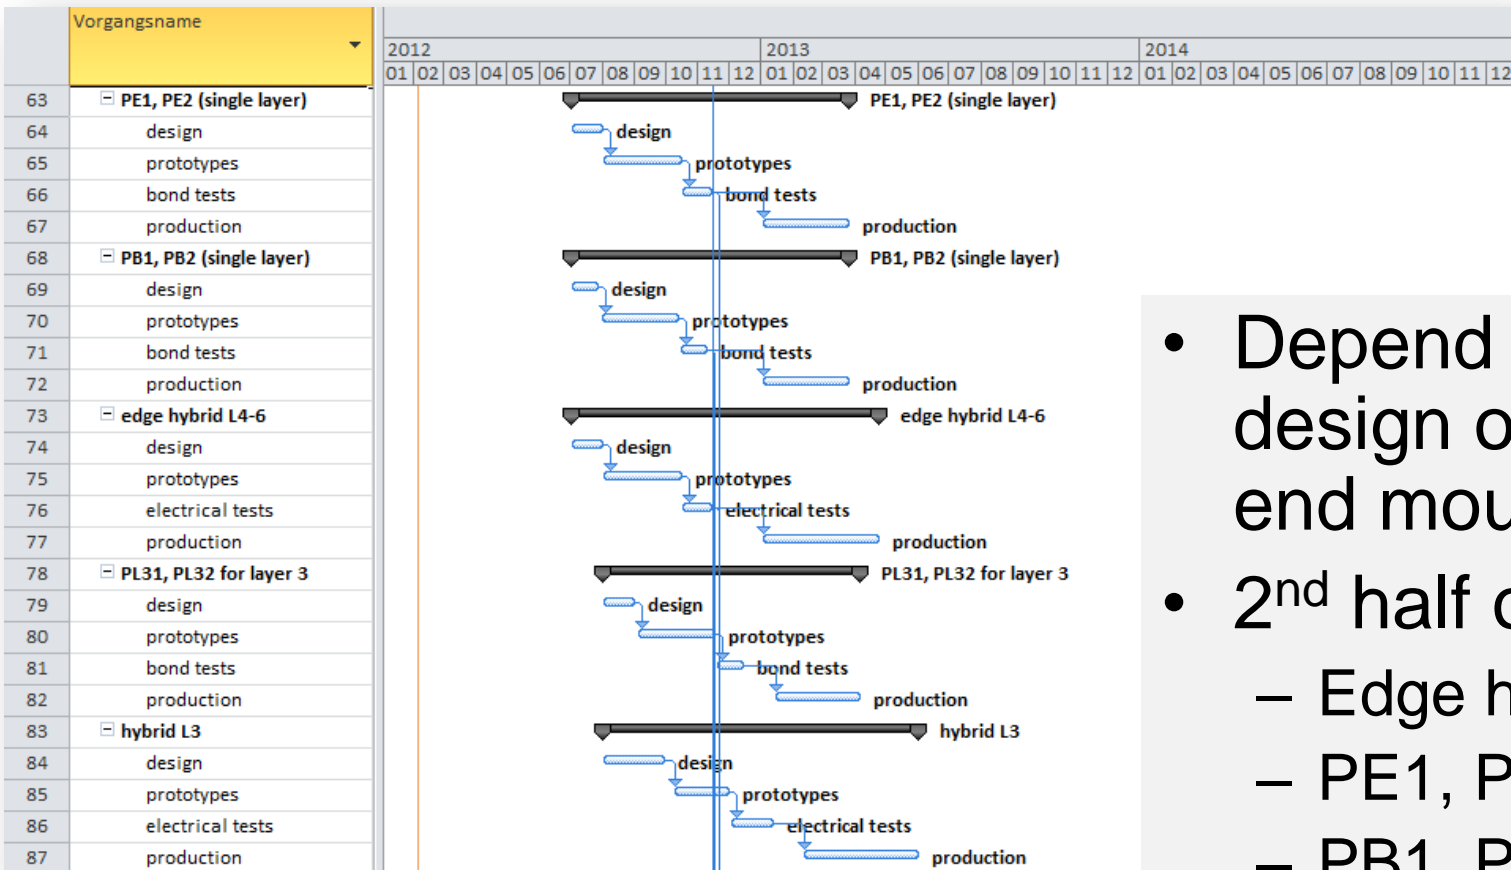 Vorgangsname
2012 2013 2014
01 02 03 04 05 06 07 08 09 10 11 12 01 02 03 04 05 06 07 08 09 10 11 12 01 02 03 04 05 06 07 08 09 10 11 12
63 PE1, PE2 (single layer) PE1, PE2 (single layer)
64 design design
65 prototypes prototypes
66 bond tests bond tests
67 production production
68 PB1, PB2 (single layer) PB1, PB2 (single layer)
69 design design
70 prototypes prototypes
71 bond tests bond tests
72 production production
73 edge hybrid L4-6 edge hybrid L4-6
74 design design
75 prototypes prototypes
76 electrical tests electrical tests
77 production production
78 PL31, PL32 for layer 3 PL31, PL32 for layer 3
79 design design
80 prototypes prototypes
81 bond tests bond tests
82 production production
83 hybrid L3 hybrid L3
84 design design
85 prototypes prototypes
86 electrical tests electrical tests
87 production production
• Depend
design o
end mou
• 2nd half
– Edge h
– PE1, P
– PB1, P